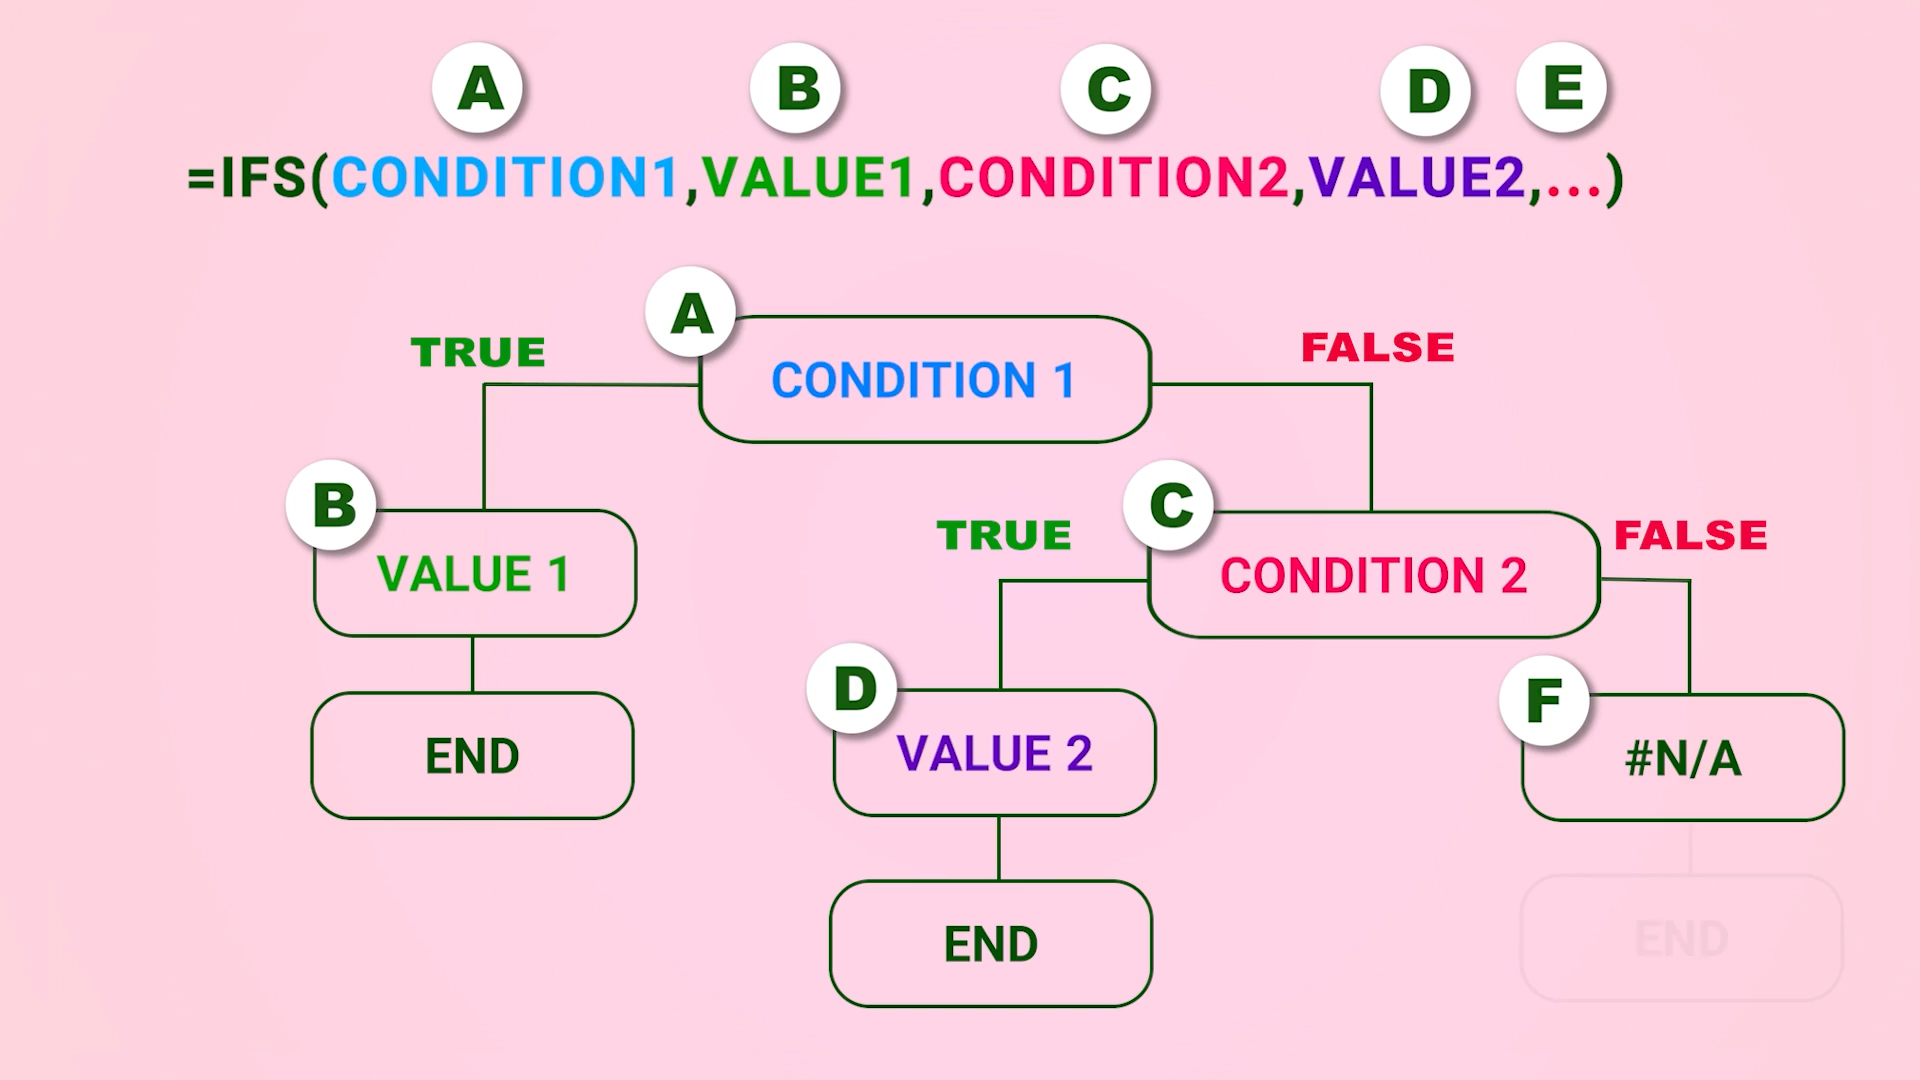 A B C D E
=IFS(CONDITION1,VALUE1,CONDITION2,VALUE2,...)
A
TRUE
CONDITION 1
FALSE
B
VALUE 1
END
TRUE
C
CONDITION 2
FALSE
D
VALUE 2
END
F
#N/A
END